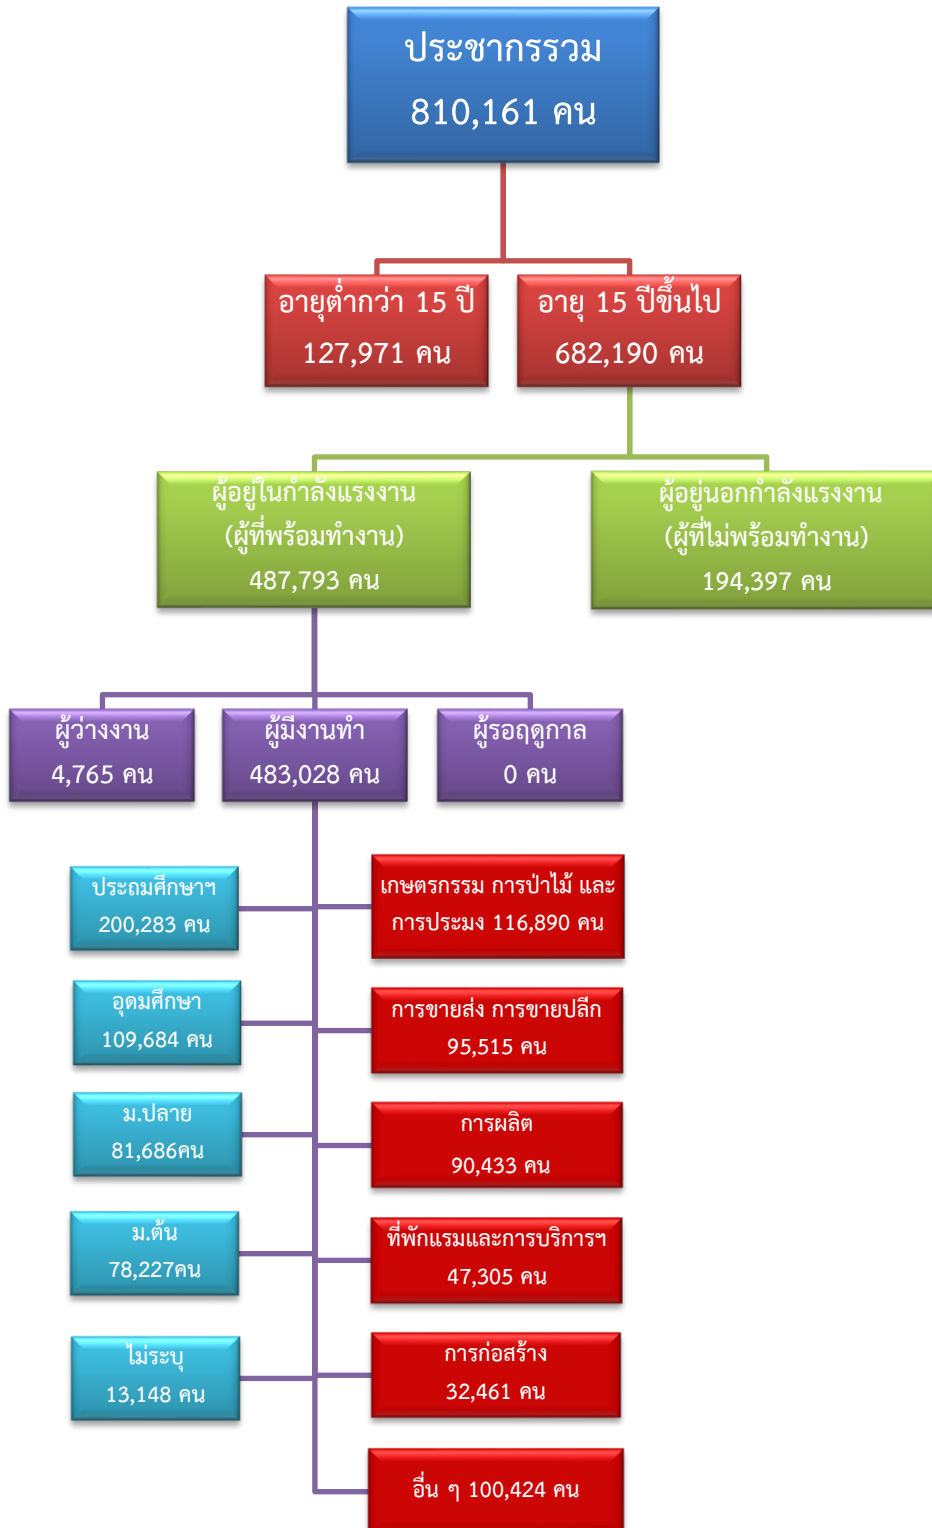 ประชากรรวม
810,161 คน
อายุต่ำกว่า 15 ปี
127,971 คน
อายุ 15 ปีขึ้นไป
682,190 คน
ผู้อยู่ในกำลังแรงงาน
(ผู้ที่พร้อมทำงาน)
487,793 คน
ผู้อยู่นอกกำลังแรงงาน
(ผู้ที่ไม่พร้อมทำงาน)
194,397 คน
ผู้ว่างงาน
4,765 คน
ผู้มีงานทำ
483,028 คน
ผู้รอฤดูกาล
0 คน
ประถมศึกษาฯ
200,283 คน
อุดมศึกษา
109,684 คน
ม.ปลาย
81,686คน
ม.ต้น
78,227คน
ไม่ระบุ
13,148 คน
เกษตรกรรม การป่าไม้ และ
การประมง 116,890 คน
การขายส่ง การขายปลีก
95,515 คน
การผลิต
90,433 คน
ที่พักแรมและการบริการฯ
47,305 คน
การก่อสร้าง
32,461 คน
อื่น ๆ 100,424 คน